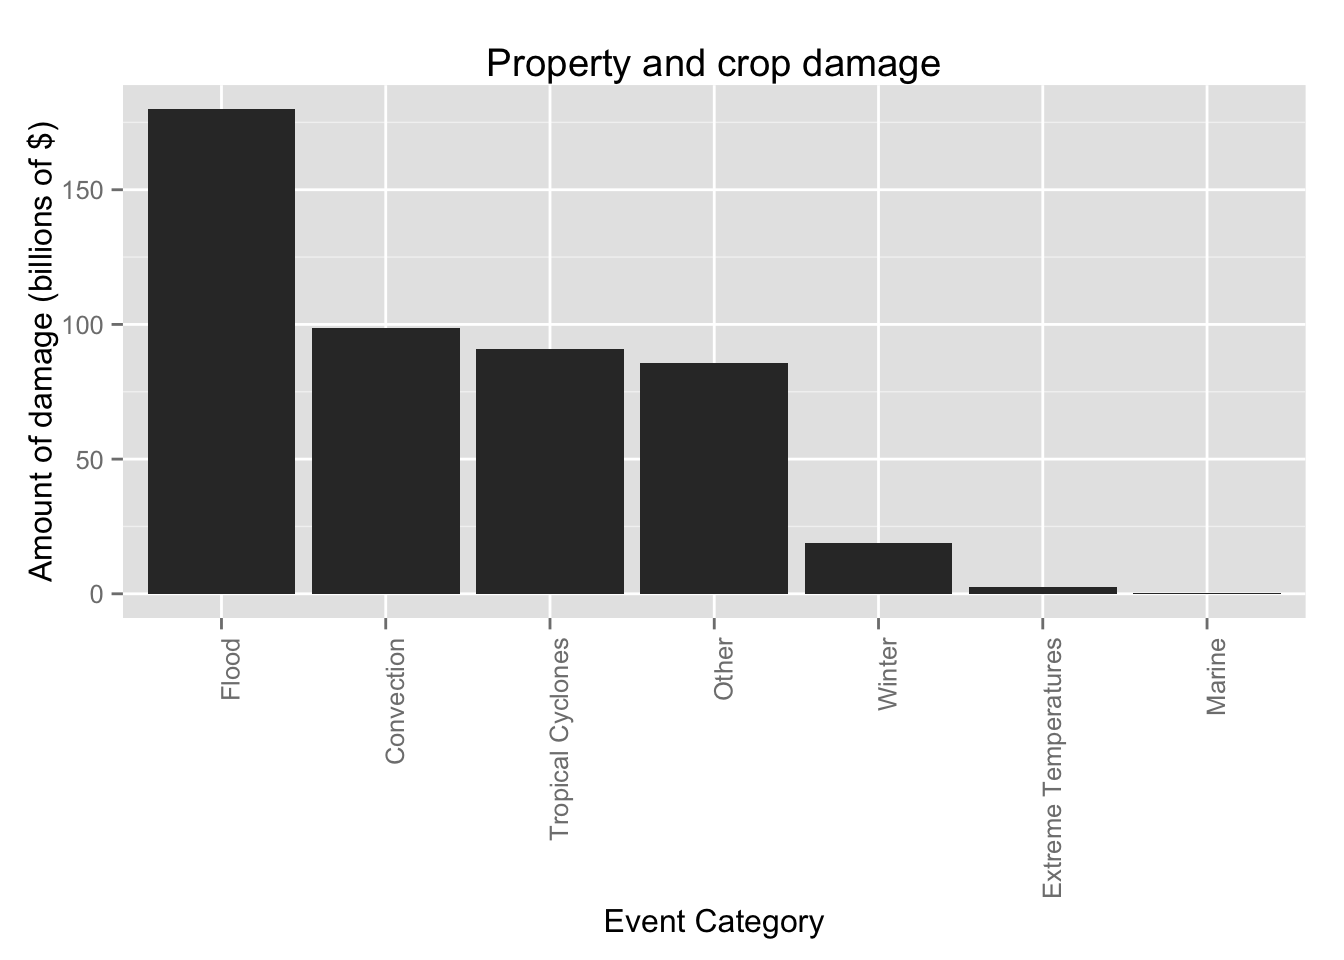 Property and crop damage
Amount of damage (billions of $)
150
100
50
0
Flood
Convection
Tropical Cyclones
Other
Winter
Extreme Temperatures
Marine
Event Category